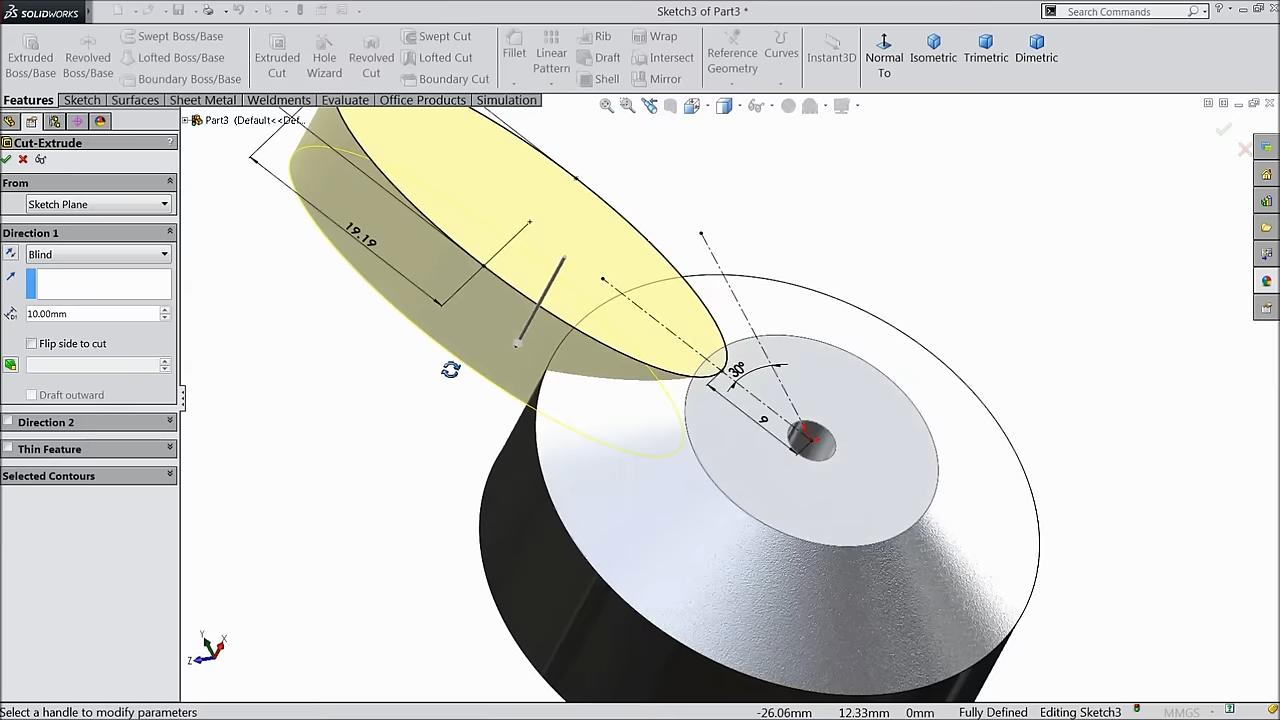 SOLIDWORKS
Sketch3 of Part3 *
Search Commands
?
Extruded Boss/Base
Revolved Boss/Base
Swept Boss/Base
Lofted Boss/Base
Boundary Boss/Base
Extruded Cut
Hole Wizard
Revolved Cut
Swept Cut
Lofted Cut
Boundary Cut
Fillet
Linear Pattern
Rib
Draft
Shell
Wrap
Intersect
Mirror
Reference Geometry
Curves
Instant3D
Normal To
Isometric
Trimetric
Dimetric
Features
Sketch
Surfaces
Sheet Metal
Weldments
Evaluate
Office Products
Simulation
Part3 (Default<<Def...
Cut-Extrude
?
From
Sketch Plane
Direction 1
Blind
10.00mm
Flip side to cut
Draft outward
Direction 2
Thin Feature
Selected Contours
19.19
30°
9
Y
X
Z
Select a handle to modify parameters
-26.06mm
12.33mm
0mm
Fully Defined
Editing Sketch3
MMGS
?